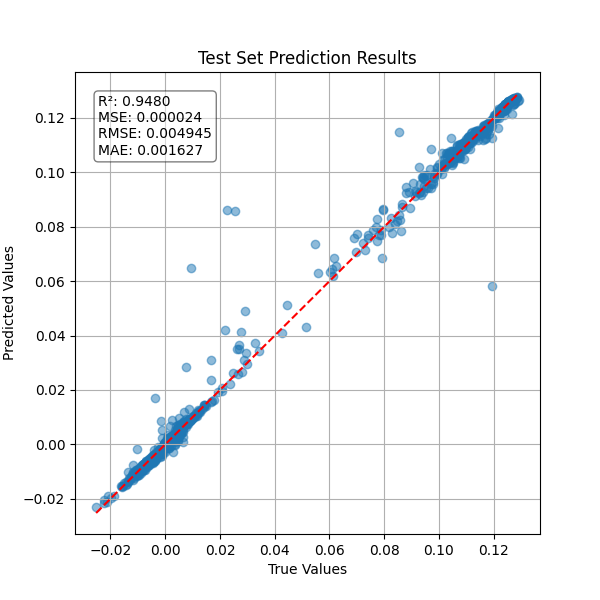 Test Set Prediction Results
R²: 0.9480
MSE: 0.000024
RMSE: 0.004945
MAE: 0.001627
Predicted Values
0.12
0.10
0.08
0.06
0.04
0.02
0.00
−0.02
−0.02 0.00 0.02 0.04 0.06 0.08 0.10 0.12
True Values